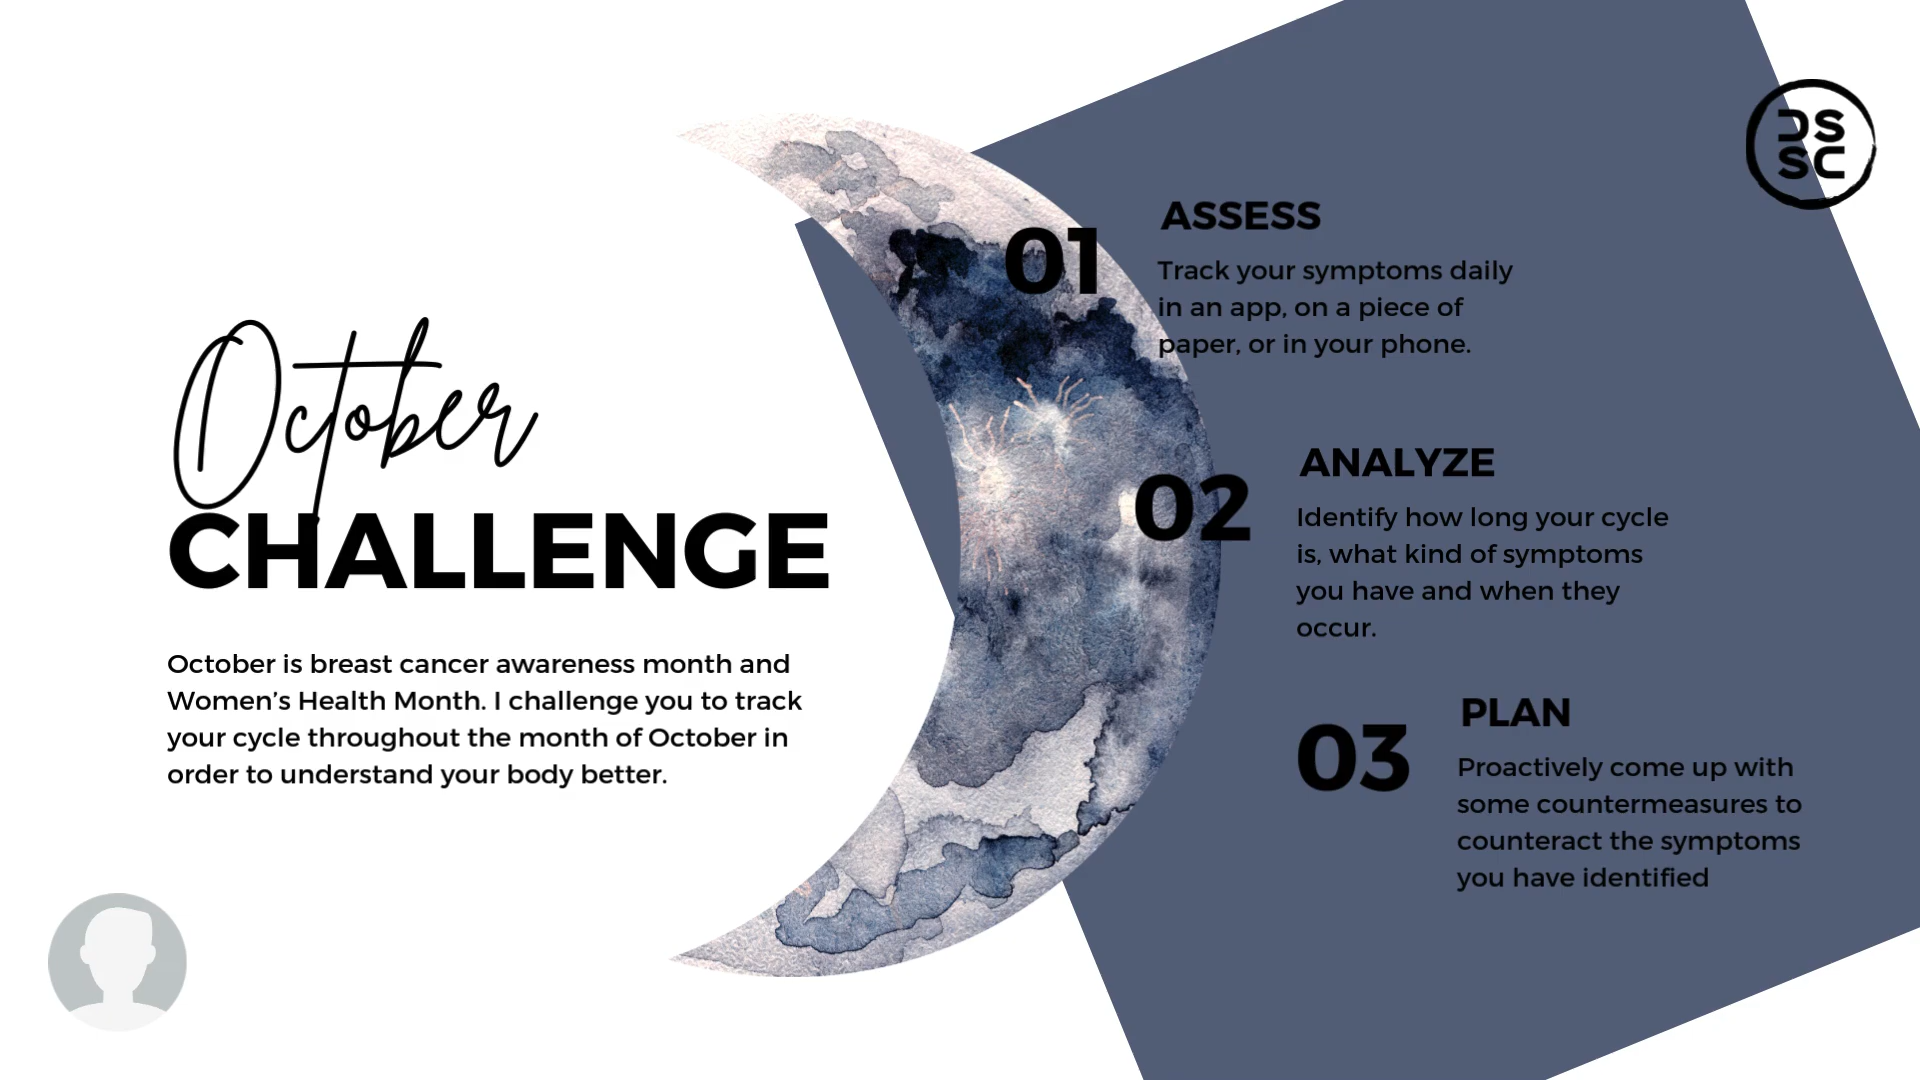 October
CHALLENGE
October is breast cancer awareness month and
Women’s Health Month. I challenge you to track
your cycle throughout the month of October in
order to understand your body better.
01
ASSESS
Track your symptoms daily
in an app, on a piece of
paper, or in your phone.
02
ANALYZE
Identify how long your cycle
is, what kind of symptoms
you have and when they
occur.
03
PLAN
Proactively come up with
some countermeasures to
counteract the symptoms
you have identified
DS
SC